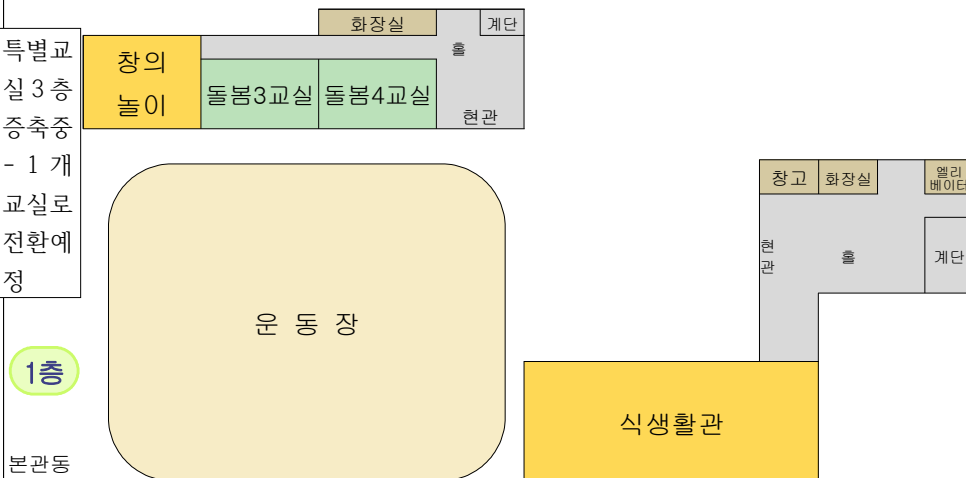 화장실
계단
특별교
실 3 층
증축중
- 1 개
교실로
전환예
정
창의
놀이
홀
돌봄3교실
돌봄4교실
현관
창고
화장실
엘리
베이터
현
관
홀
계단
운 동 장
1층
식생활관
본관동